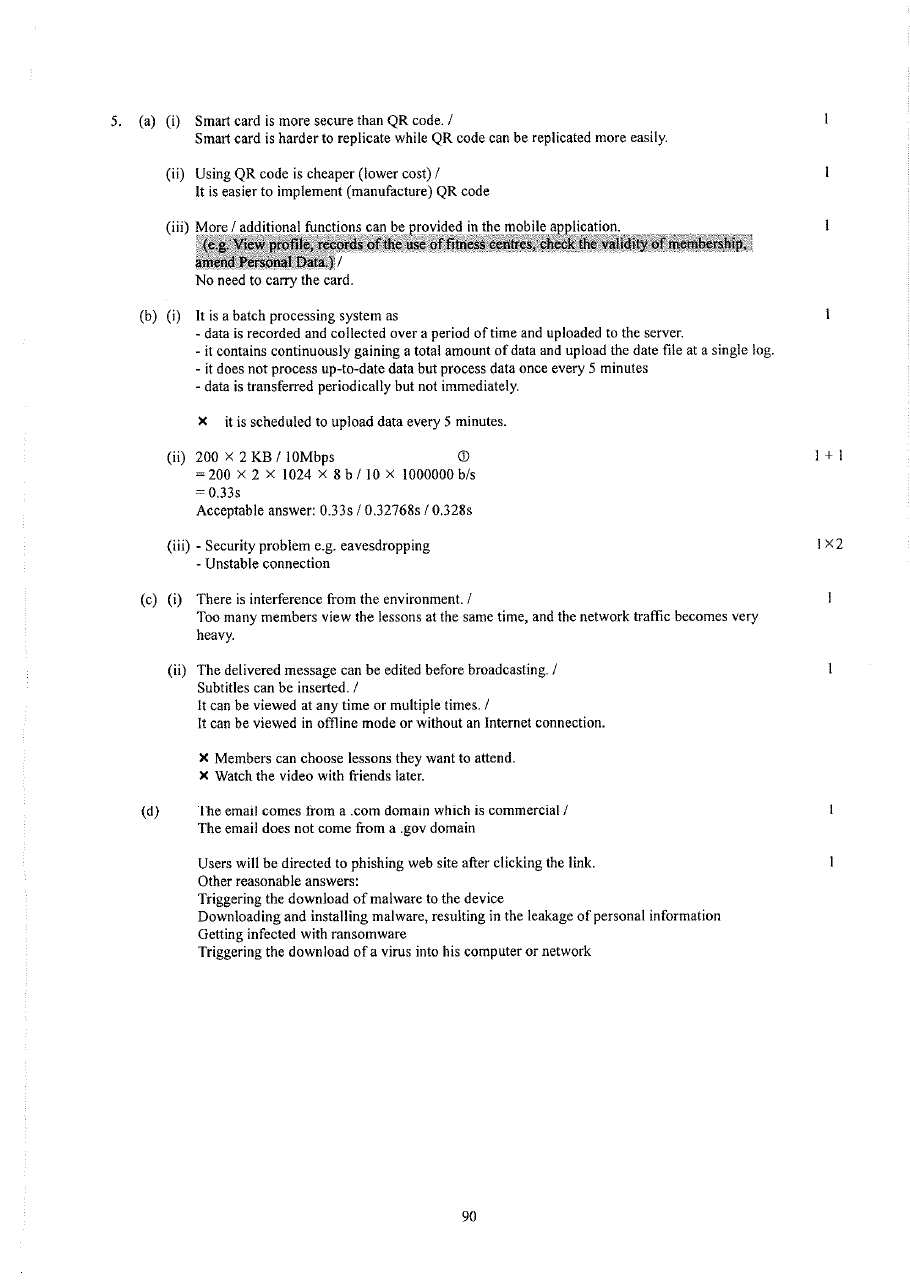 5. (a) (i) Smart card is more secure than QR code. / 1
Smart card is harder to replicate while QR code can be replicated more easily.
(ii) Using QR code is cheaper (lower cost) / 1
It is easier to implement (manufacture) QR code
(iii) More / additional functions can be provided in the mobile application. 1
(e.g. View profile, records of the use of fitness centres, check the validity of membership,
amend Personal Data.) /
No need to carry the card.
(b) (i) It is a batch processing system as 1
- data is recorded and collected over a period of time and uploaded to the server.
- it contains continuously gaining a total amount of data and upload the date file at a single log.
- it does not process up-to-date data but process data once every 5 minutes
- data is transferred periodically but not immediately.
× it is scheduled to upload data every 5 minutes.
(ii) 200 × 2 KB / 10Mbps ① 1 + 1
= 200 × 2 × 1024 × 8 b / 10 × 1000000 b/s
= 0.33s
Acceptable answer: 0.33s / 0.32768s / 0.328s
(iii) - Security problem e.g. eavesdropping 1×2
- Unstable connection
(c) (i) There is interference from the environment. / 1
Too many members view the lessons at the same time, and the network traffic becomes very
heavy.
(ii) The delivered message can be edited before broadcasting. / 1
Subtitles can be inserted. /
It can be viewed at any time or multiple times. /
It can be viewed in offline mode or without an Internet connection.
× Members can choose lessons they want to attend.
× Watch the video with friends later.
(d) The email comes from a .com domain which is commercial / 1
The email does not come from a .gov domain
Users will be directed to phishing web site after clicking the link. 1
Other reasonable answers:
Triggering the download of malware to the device
Downloading and installing malware, resulting in the leakage of personal information
Getting infected with ransomware
Triggering the download of a virus into his computer or network
90